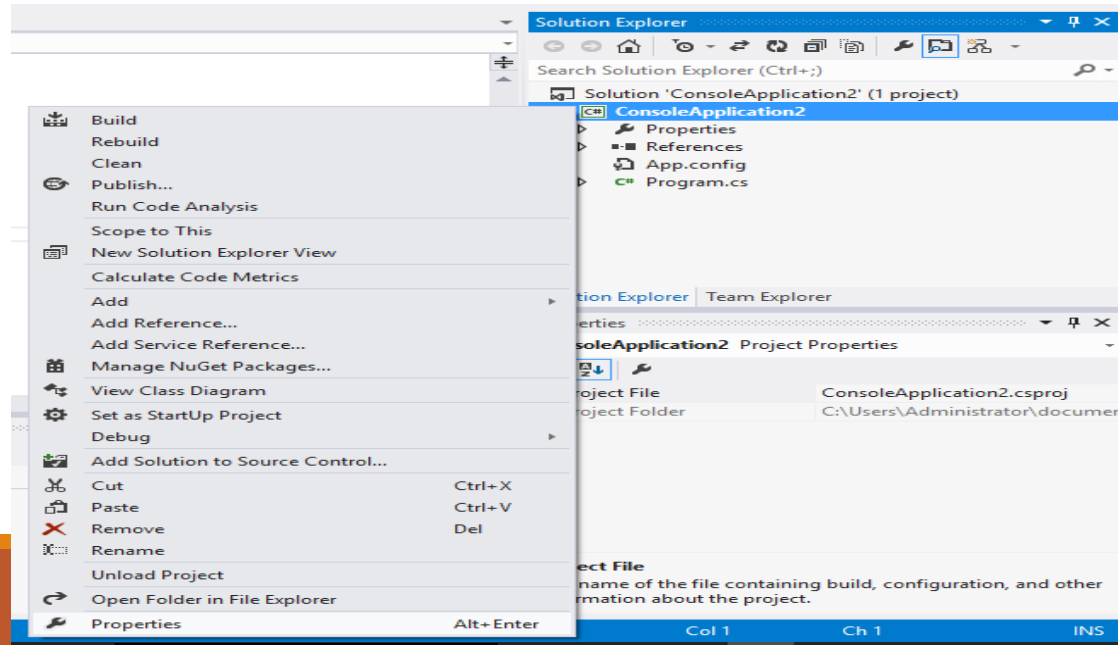 Solution Explorer
Search Solution Explorer (Ctrl+;)
Solution 'ConsoleApplication2' (1 project)
C# ConsoleApplication2
Properties
References
App.config
C# Program.cs
Build
Rebuild
Clean
Publish...
Run Code Analysis
Scope to This
New Solution Explorer View
Calculate Code Metrics
Add
Add Reference...
Add Service Reference...
Manage NuGet Packages...
View Class Diagram
Set as StartUp Project
Debug
Add Solution to Source Control...
Cut Ctrl+X
Paste Ctrl+V
Remove Del
Rename
Unload Project
Open Folder in File Explorer
Properties Alt+Enter
tion Explorer Team Explorer
erties
soleApplication2 Project Properties
oject File ConsoleApplication2.csproj
oject Folder C:\Users\Administrator\documen
ect File
name of the file containing build, configuration, and other
rmation about the project.
Col 1 Ch 1 INS